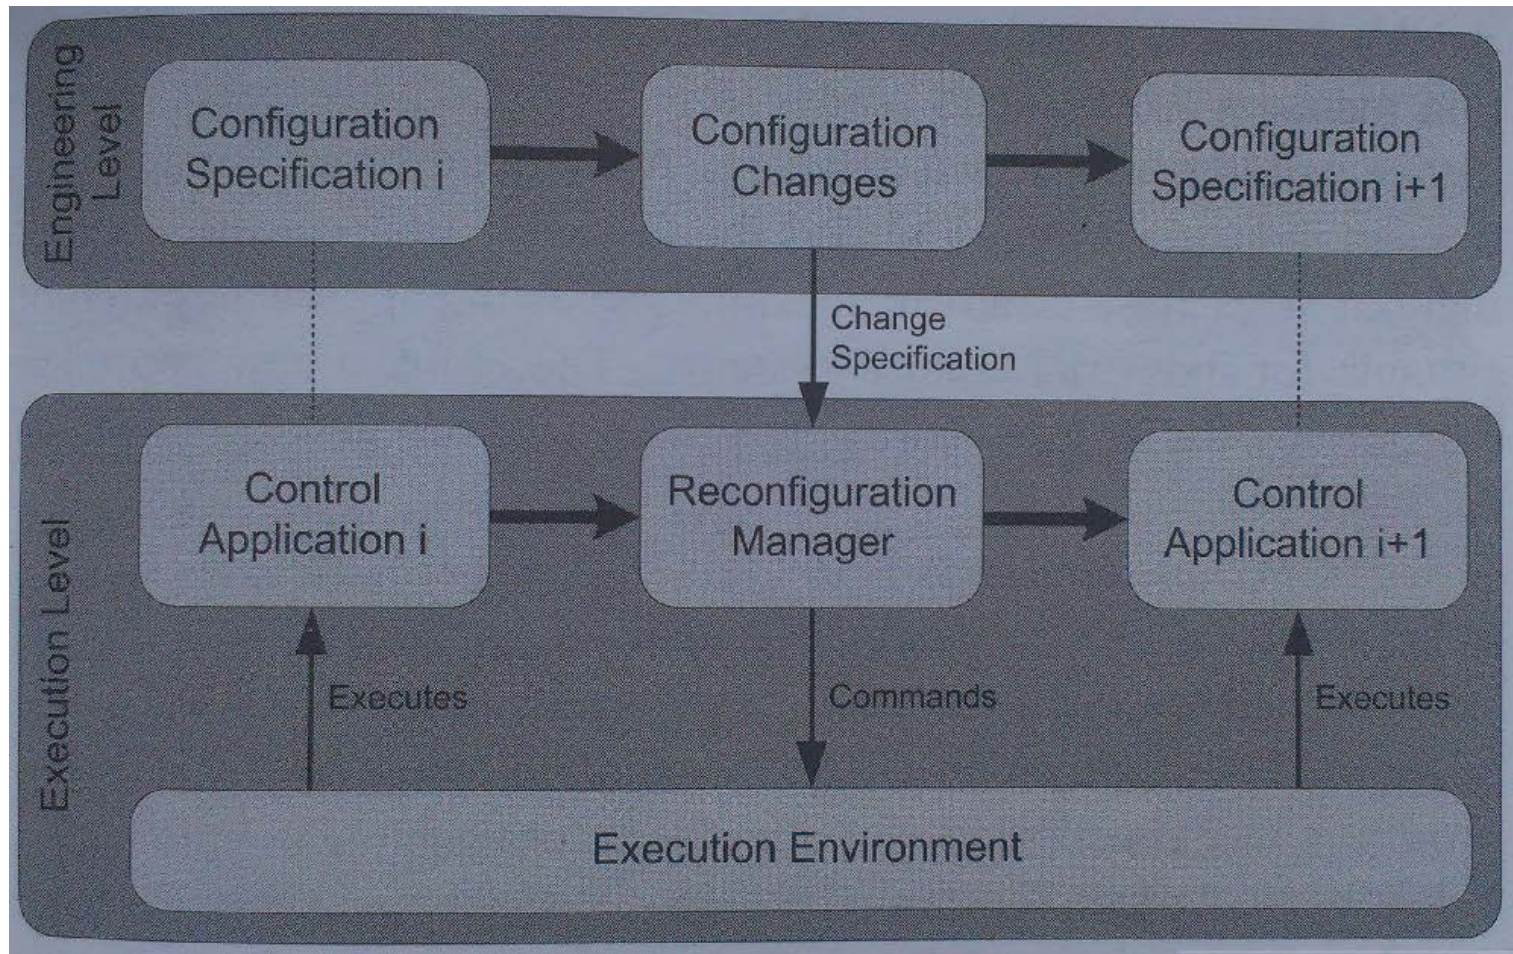 Engineering
Level
Configuration
Specification i
Configuration
Changes
Configuration
Specification i+1
Change
Specification
Execution Level
Control
Application i
Reconfiguration
Manager
Control
Application i+1
Executes
Commands
Executes
Execution Environment